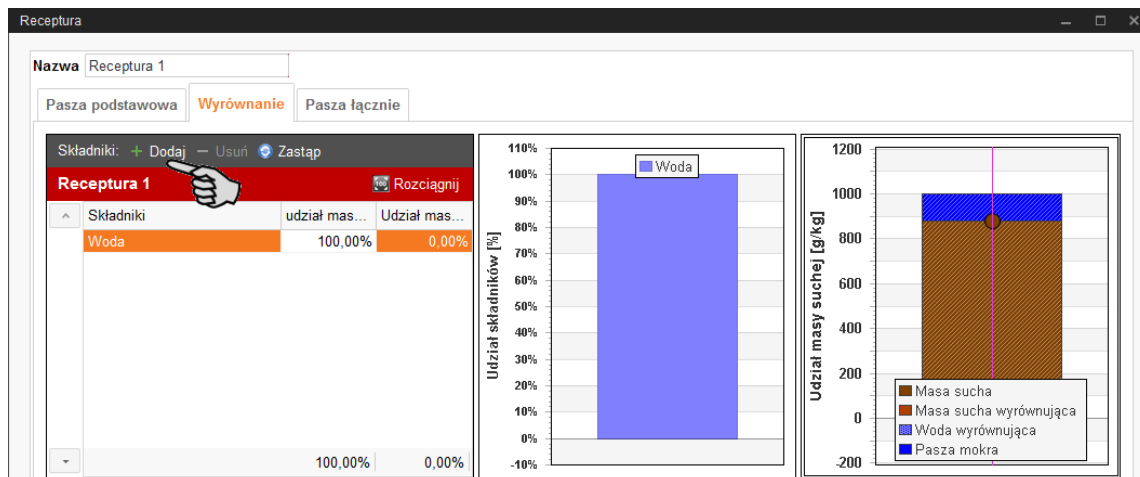 Receptura
Nazwa Receptura 1
Pasza podstawowa Wyrównanie Pasza łącznie
Składniki: + Dodaj − Usuń Zastąp
Receptura 1 100 Rozciągnij
Składniki udział mas... Udział mas...
Woda 100,00% 0,00%
100,00% 0,00%
Udział składników [%]
110%
100%
90%
80%
70%
60%
50%
40%
30%
20%
10%
0%
-10%
Woda
Udział masy suchej [g/kg]
1200
1000
800
600
400
200
0
-200
Masa sucha
Masa sucha wyrównująca
Woda wyrównująca
Pasza mokra